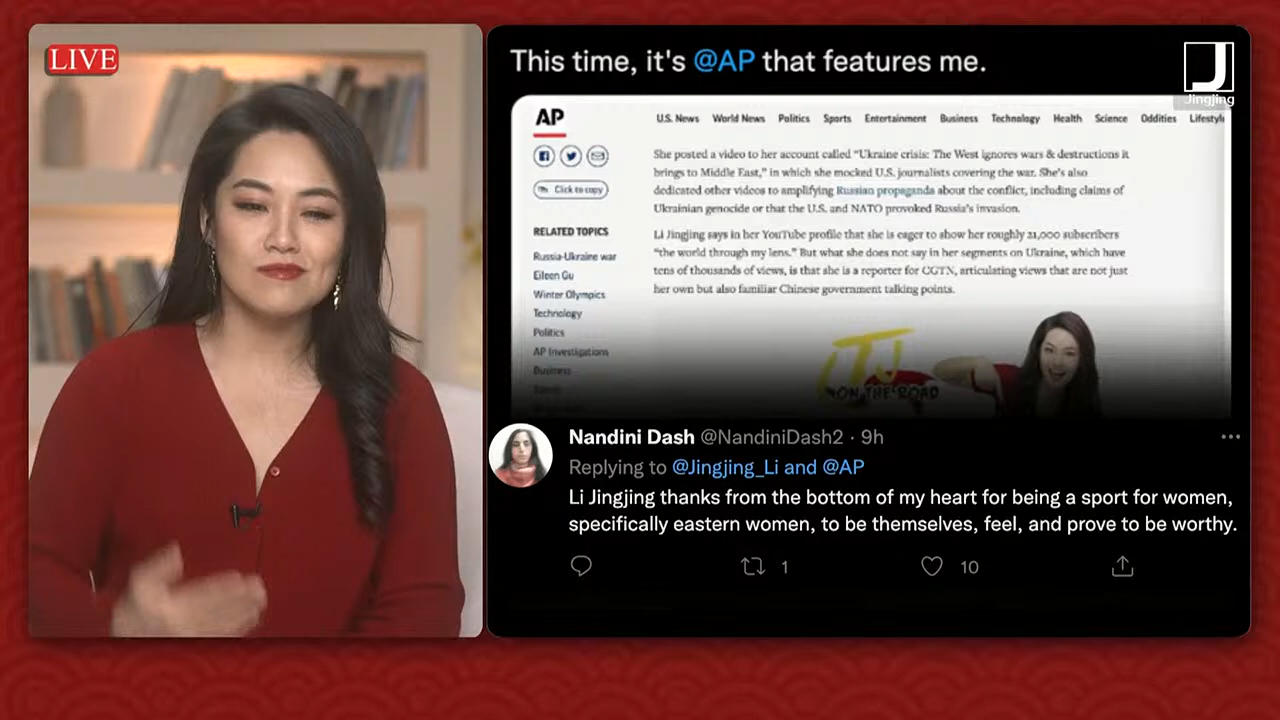 LIVE
This time, it's @AP that features me.
J
Jingjing
AP
U.S. News World News Politics Sports Entertainment Business Technology Health Science Oddities Lifestyle
Click to copy
RELATED TOPICS
Russia-Ukraine war
Eileen Gu
Winter Olympics
Technology
Politics
AP Investigations
Business
She posted a video to her account called “Ukraine crisis: The West ignores wars & destructions it
brings to Middle East,” in which she mocked U.S. journalists covering the war. She's also
dedicated other videos to amplifying Russian propaganda about the conflict, including claims of
Ukrainian genocide or that the U.S. and NATO provoked Russia's invasion.
Li Jingjing says in her YouTube profile that she is eager to show her roughly 21,000 subscribers
“the world through my lens.” But what she does not say in her segments on Ukraine, which have
tens of thousands of views, is that she is a reporter for CGTN, articulating views that are not just
her own but also familiar Chinese government talking points.
ON THE ROAD
Nandini Dash @NandiniDash2 · 9h
Replying to @Jingjing_Li and @AP
Li Jingjing thanks from the bottom of my heart for being a sport for women,
specifically eastern women, to be themselves, feel, and prove to be worthy.
1 10